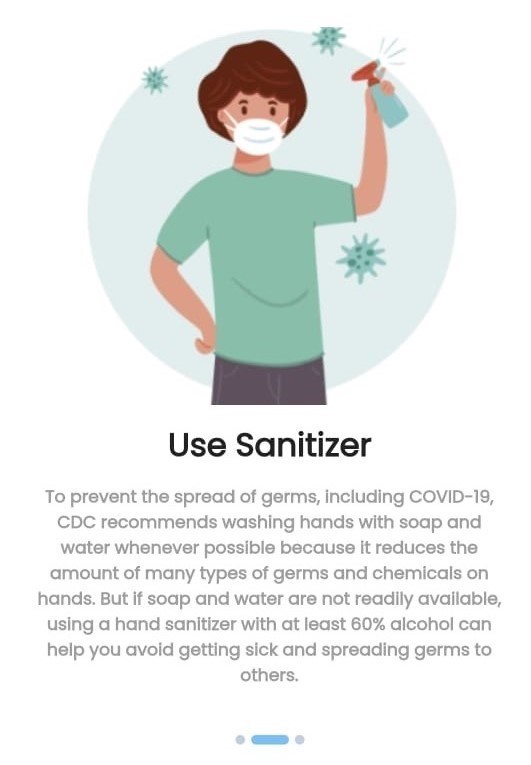 Use Sanitizer
To prevent the spread of germs, including COVID-19,
CDC recommends washing hands with soap and
water whenever possible because it reduces the
amount of many types of germs and chemicals on
hands. But if soap and water are not readily available,
using a hand sanitizer with at least 60% alcohol can
help you avoid getting sick and spreading germs to
others.